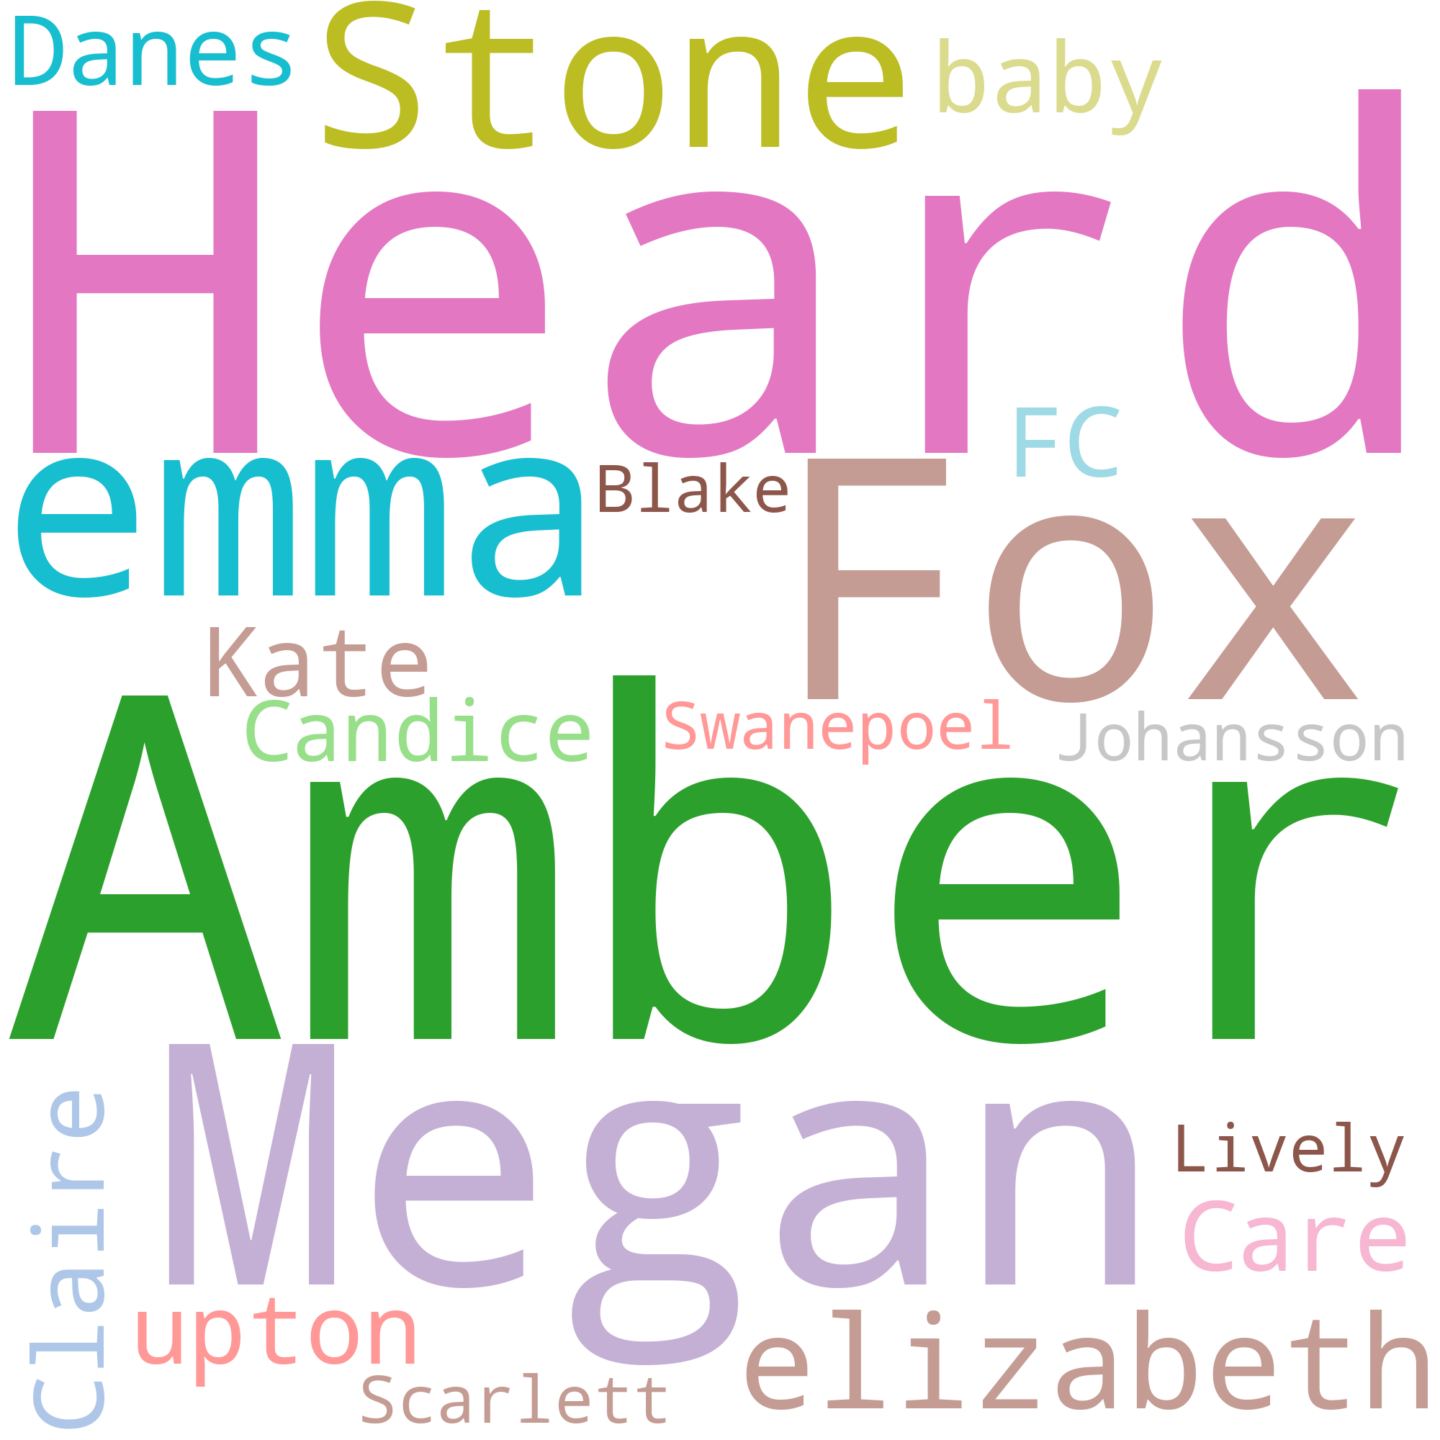 Danes
Stone
baby
Heard
FC
emma
Blake
Fox
Kate
Candice
Swanepoel
Johansson
Amber
Megan
Claire
Lively
Care
upton
elizabeth
Scarlett